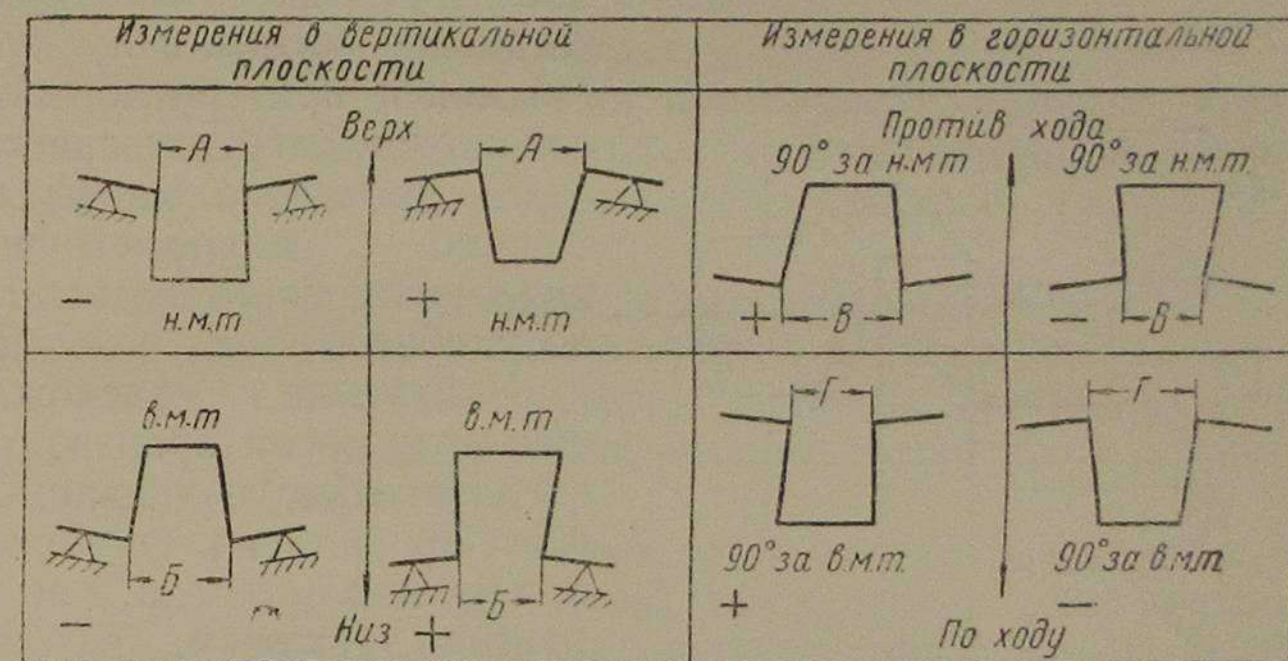 Измерения в вертикальной
плоскости
Измерения в горизонтальной
плоскости
Верх
А
А
−
н.м.т
+
н.м.т
Против хода
90° за н.м.т
90° за н.м.т.
+
В
−
В
в.м.т
в.м.т
Б
Б
−
Низ
+
Г
Г
90° за в.м.т.
90° за в.м.т
+
−
По ходу